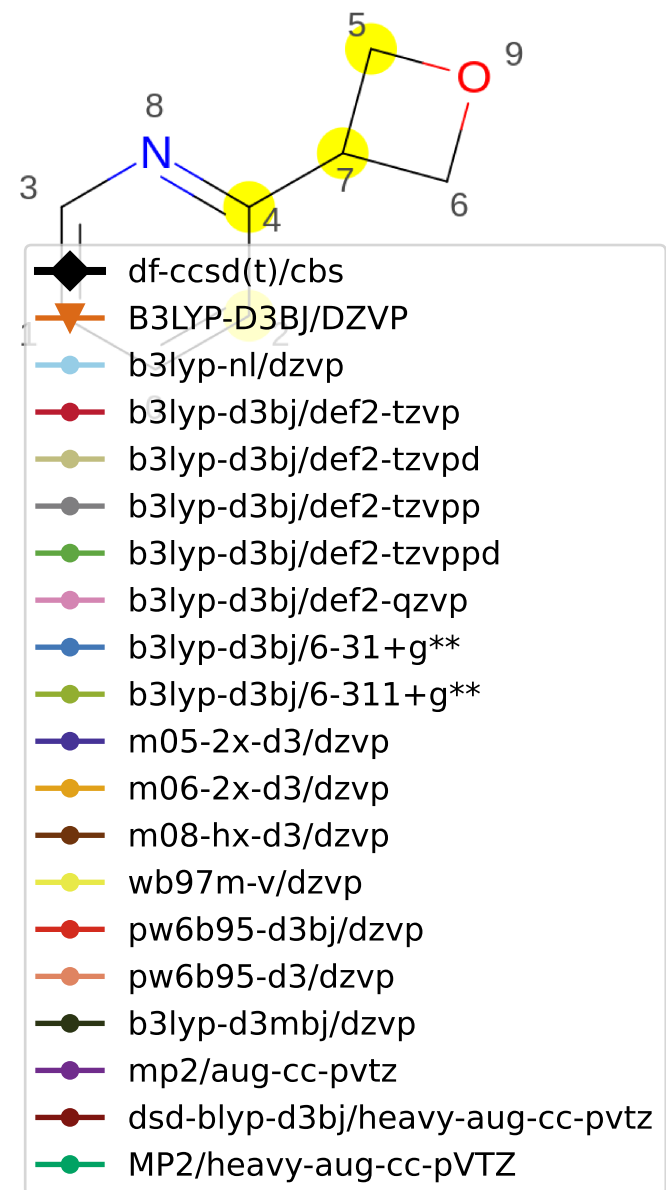 5
O 9
8
N
3
7
4
6
1
2
0
df-ccsd(t)/cbs
B3LYP-D3BJ/DZVP
b3lyp-nl/dzvp
b3lyp-d3bj/def2-tzvp
b3lyp-d3bj/def2-tzvpd
b3lyp-d3bj/def2-tzvpp
b3lyp-d3bj/def2-tzvppd
b3lyp-d3bj/def2-qzvp
b3lyp-d3bj/6-31+g**
b3lyp-d3bj/6-311+g**
m05-2x-d3/dzvp
m06-2x-d3/dzvp
m08-hx-d3/dzvp
wb97m-v/dzvp
pw6b95-d3bj/dzvp
pw6b95-d3/dzvp
b3lyp-d3mbj/dzvp
mp2/aug-cc-pvtz
dsd-blyp-d3bj/heavy-aug-cc-pvtz
MP2/heavy-aug-cc-pVTZ